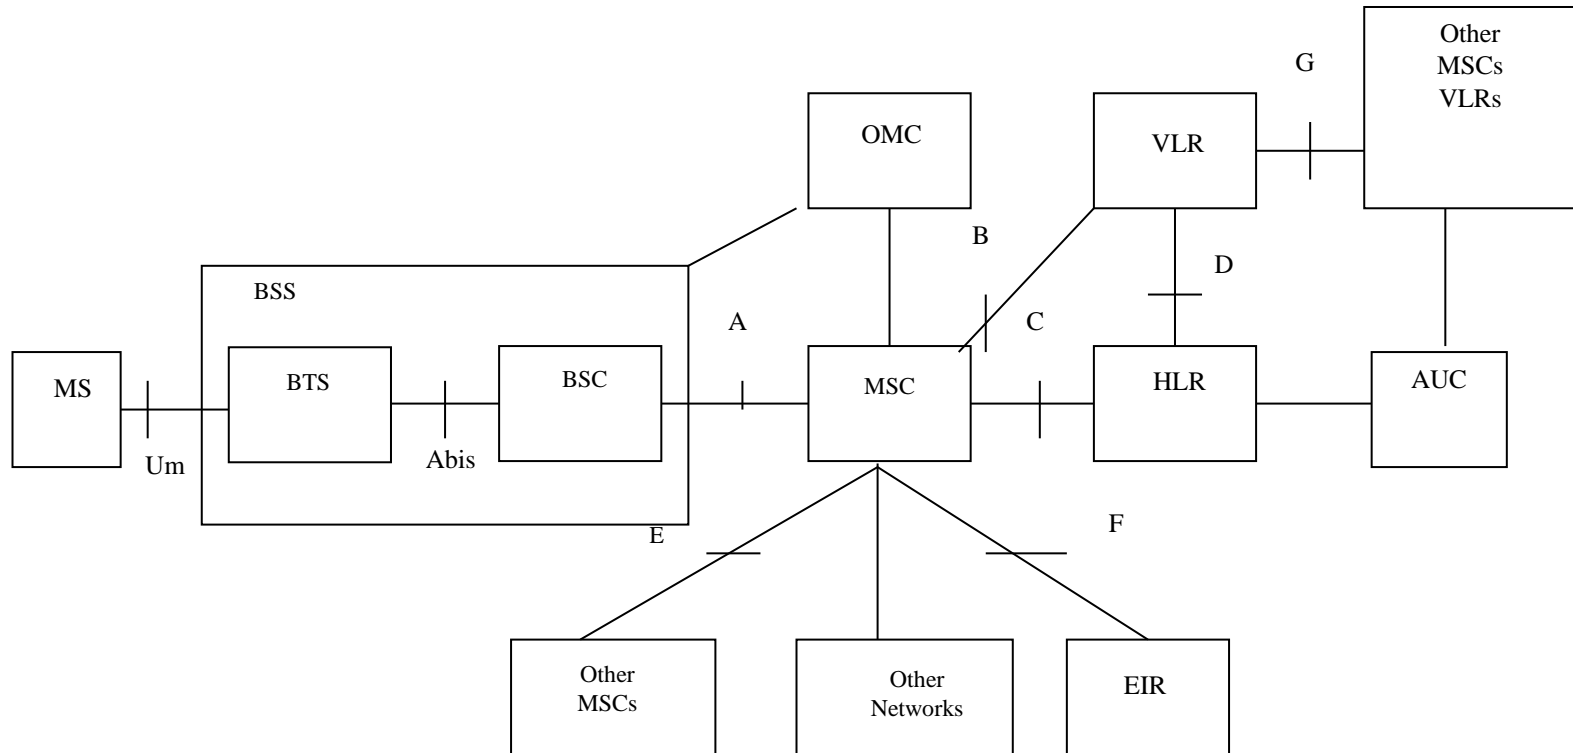 Other
MSCs
VLRs
G
OMC
VLR
B
D
BSS
A
C
MS
BTS
BSC
MSC
HLR
AUC
Um
Abis
E
F
Other
MSCs
Other
Networks
EIR